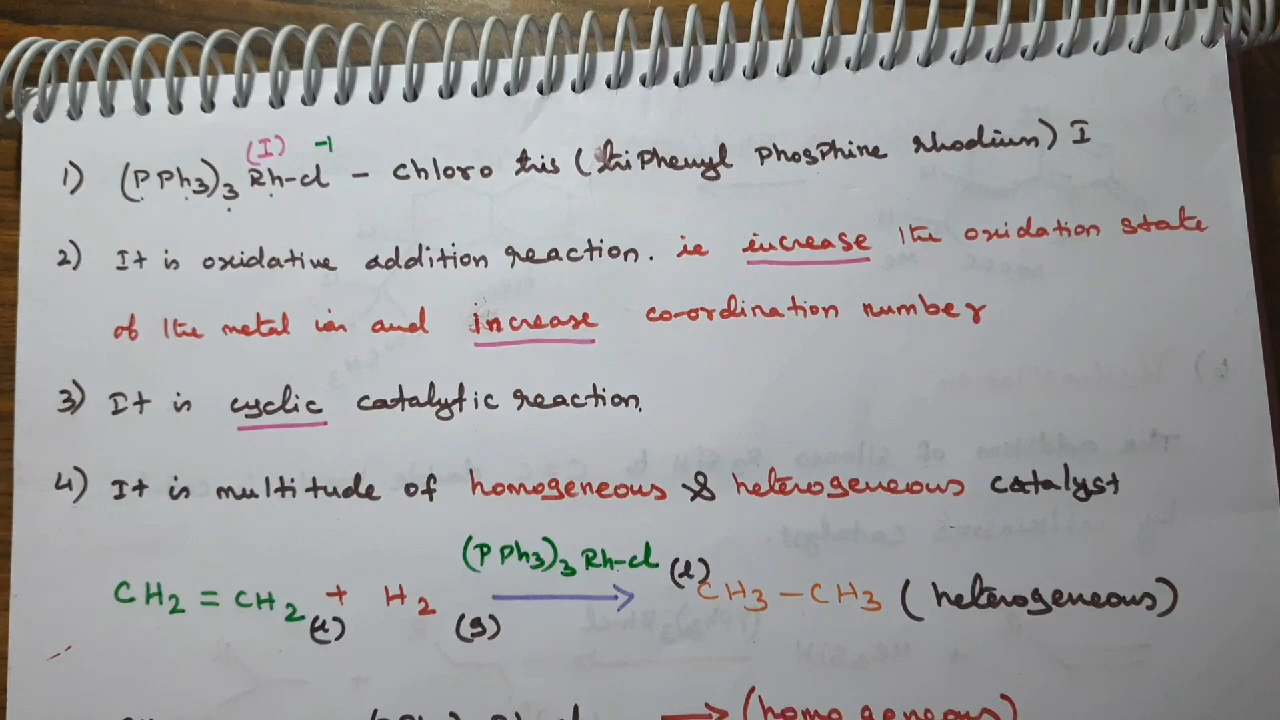 (I) -1
1) (PPh3)3 Rh-cl - chloro tris (triphenyl phosphine rhodium) I
2) It is oxidative addition reaction. ie increase the oxidation state
of the metal ion and increase co-ordination number
3) It is cyclic catalytic reaction.
4) It is multitude of homogeneous & heterogeneous catalyst
(PPh3)3 Rh-cl
CH2 = CH2 (l) + H2 (g) → (l) CH3 - CH3 (heterogeneous)
→ (homogeneous)